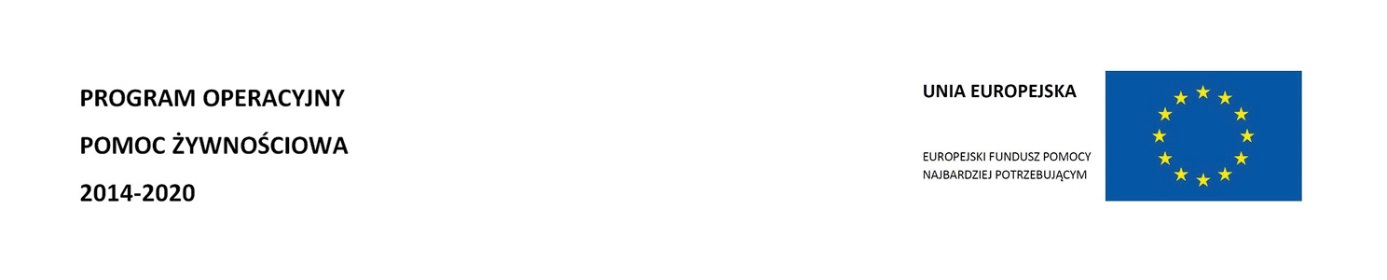 PROGRAM OPERACYJNY
POMOC ŻYWNOŚCIOWA
2014-2020
UNIA EUROPEJSKA
EUROPEJSKI FUNDUSZ POMOCY
NAJBARDZIEJ POTRZEBUJĄCYM